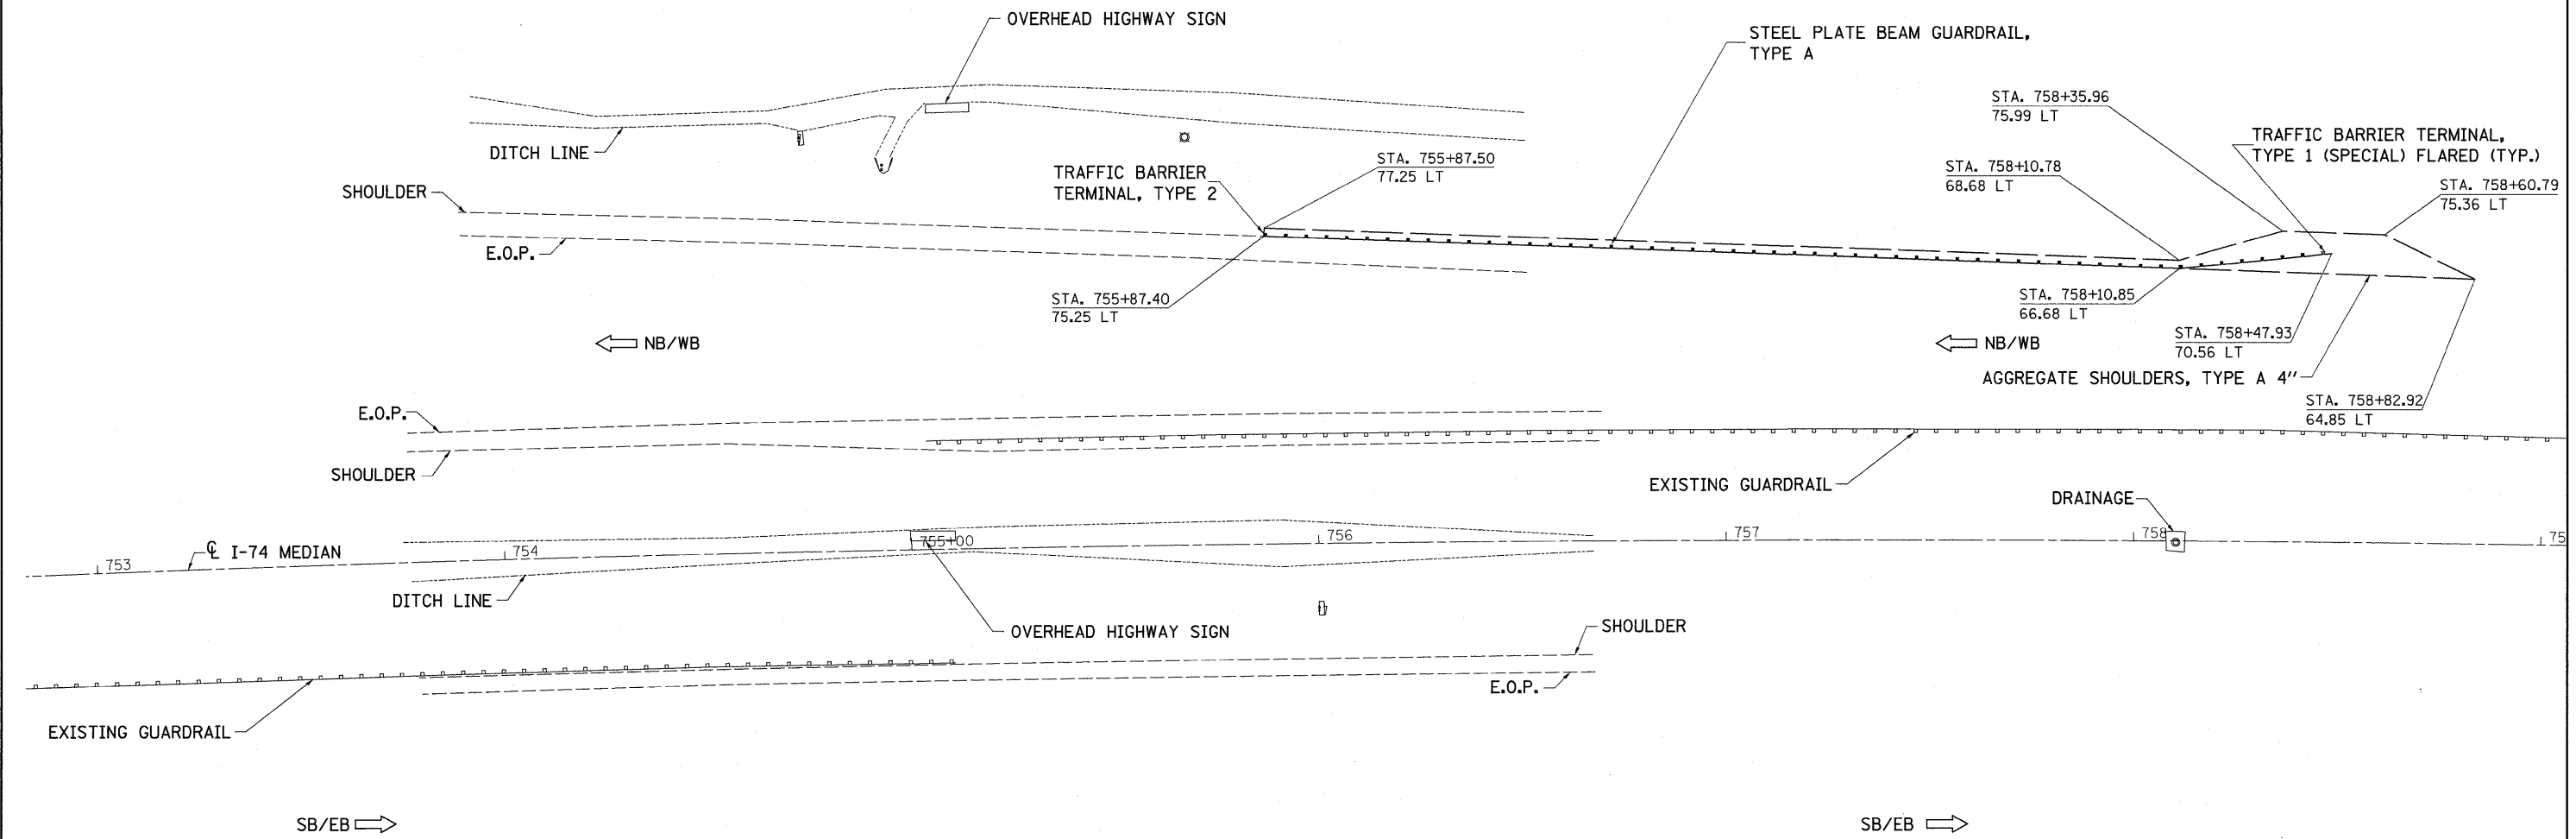 OVERHEAD HIGHWAY SIGN
STEEL PLATE BEAM GUARDRAIL,
TYPE A
STA. 758+35.96
75.99 LT
TRAFFIC BARRIER TERMINAL,
TYPE 1 (SPECIAL) FLARED (TYP.)
DITCH LINE
STA. 755+87.50
77.25 LT
TRAFFIC BARRIER
TERMINAL, TYPE 2
STA. 758+10.78
68.68 LT
STA. 758+60.79
75.36 LT
SHOULDER
E.O.P.
STA. 755+87.40
75.25 LT
STA. 758+10.85
66.68 LT
STA. 758+47.93
70.56 LT
NB/WB
NB/WB
AGGREGATE SHOULDERS, TYPE A 4"
STA. 758+82.92
64.85 LT
E.O.P.
SHOULDER
EXISTING GUARDRAIL
DRAINAGE
753
℄ I-74 MEDIAN
754
755+00
756
757
758
75
DITCH LINE
OVERHEAD HIGHWAY SIGN
SHOULDER
E.O.P.
EXISTING GUARDRAIL
SB/EB
SB/EB